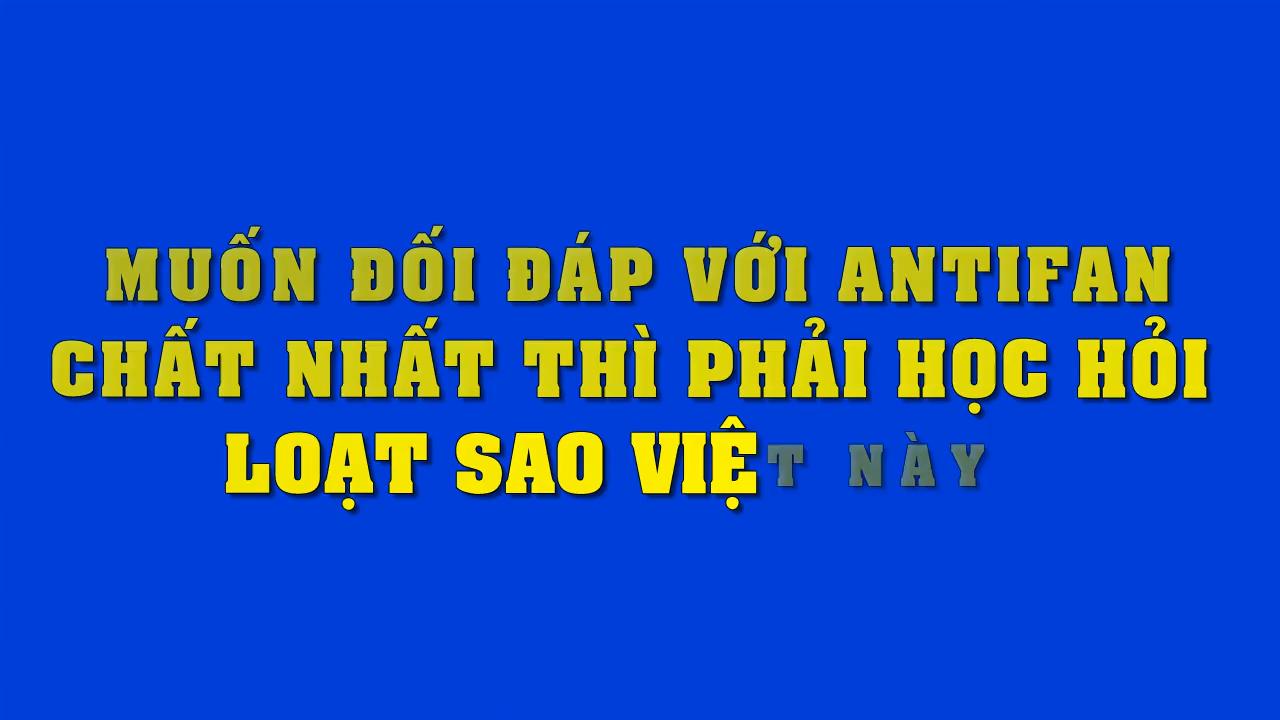 MUỐN ĐỐI ĐÁP VỚI ANTIFAN
CHẤT NHẤT THÌ PHẢI HỌC HỎI
LOẠT SAO VIỆT NÀY